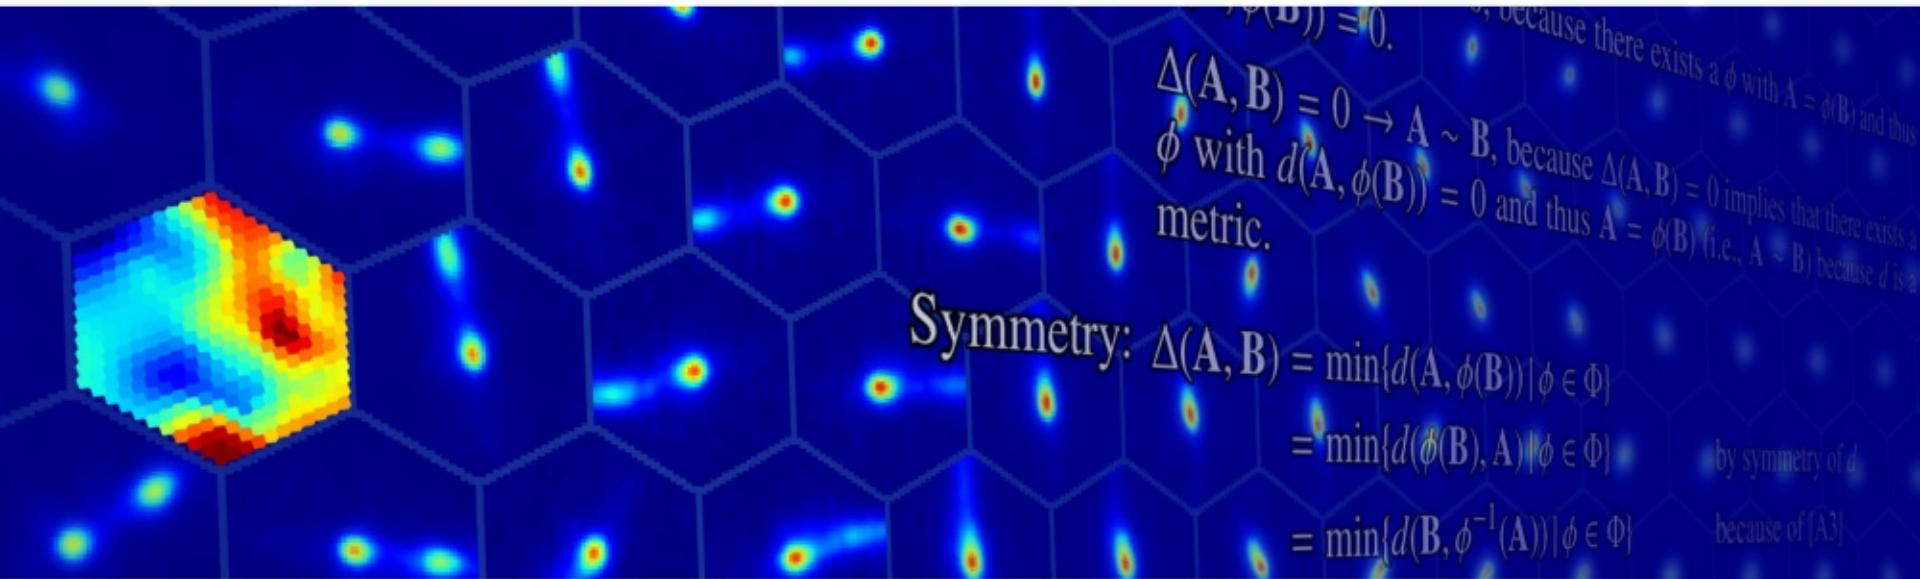 , ϕ(B)) = 0.
, because there exists a ϕ with A = ϕ(B) and thus
Δ(A, B) = 0 → A ~ B, because Δ(A, B) = 0 implies that there exists a
ϕ with d(A, ϕ(B)) = 0 and thus A = ϕ(B) (i.e., A ~ B) because d is a
metric.
Symmetry: Δ(A, B) = min{d(A, ϕ(B))|ϕ ∈ Φ}
= min{d(ϕ(B), A)|ϕ ∈ Φ} by symmetry of d
= min{d(B, ϕ⁻¹(A))|ϕ ∈ Φ} because of [A3]